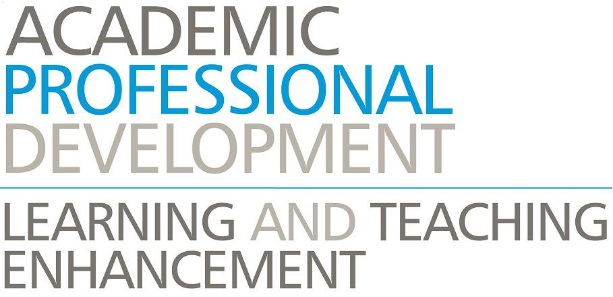 ACADEMIC
PROFESSIONAL
DEVELOPMENT
LEARNING AND TEACHING
ENHANCEMENT